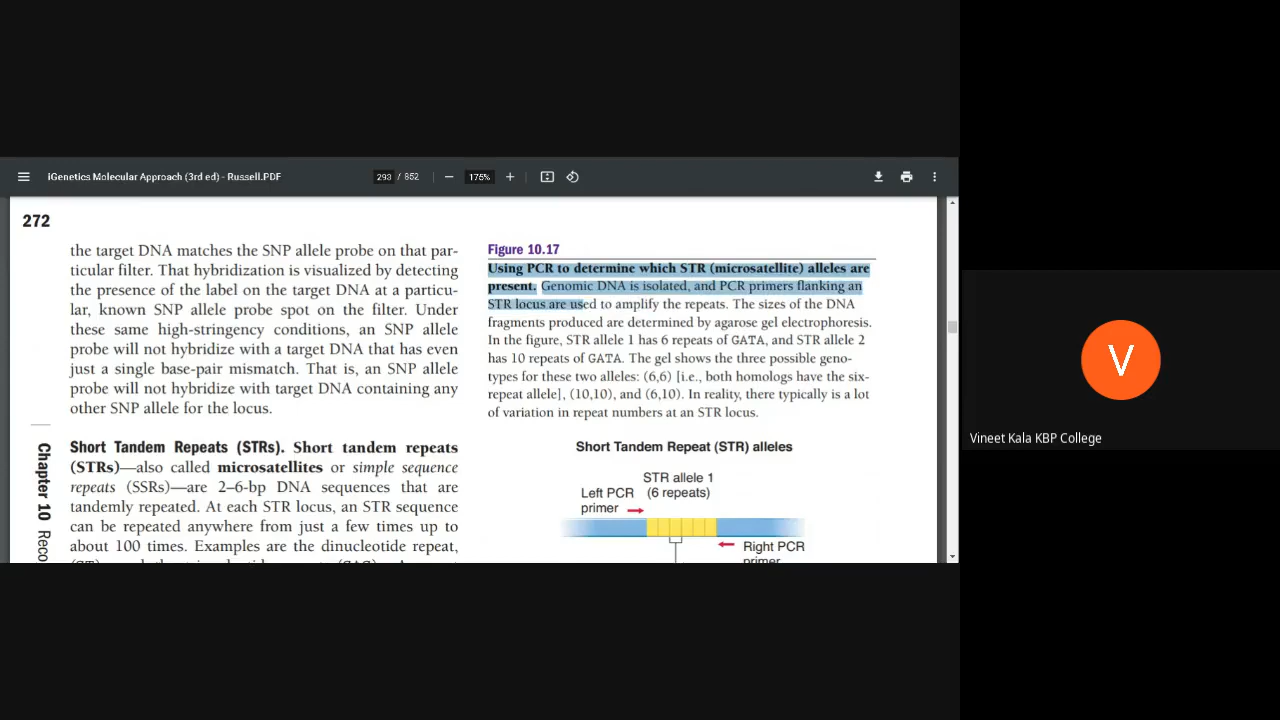 iGenetics Molecular Approach (3rd ed) - Russell.PDF
293 / 852
175%
272
the target DNA matches the SNP allele probe on that par-
ticular filter. That hybridization is visualized by detecting
the presence of the label on the target DNA at a particu-
lar, known SNP allele probe spot on the filter. Under
these same high-stringency conditions, an SNP allele
probe will not hybridize with a target DNA that has even
just a single base-pair mismatch. That is, an SNP allele
probe will not hybridize with target DNA containing any
other SNP allele for the locus.
Short Tandem Repeats (STRs). Short tandem repeats
(STRs)—also called microsatellites or simple sequence
repeats (SSRs)—are 2–6-bp DNA sequences that are
tandemly repeated. At each STR locus, an STR sequence
can be repeated anywhere from just a few times up to
about 100 times. Examples are the dinucleotide repeat,
Chapter 10 Reco
Figure 10.17
Using PCR to determine which STR (microsatellite) alleles are
present. Genomic DNA is isolated, and PCR primers flanking an
STR locus are used to amplify the repeats. The sizes of the DNA
fragments produced are determined by agarose gel electrophoresis.
In the figure, STR allele 1 has 6 repeats of GATA, and STR allele 2
has 10 repeats of GATA. The gel shows the three possible geno-
types for these two alleles: (6,6) [i.e., both homologs have the six-
repeat allele], (10,10), and (6,10). In reality, there typically is a lot
of variation in repeat numbers at an STR locus.
Short Tandem Repeat (STR) alleles
STR allele 1
(6 repeats)
Left PCR
primer
Right PCR
primer
V
Vineet Kala KBP College